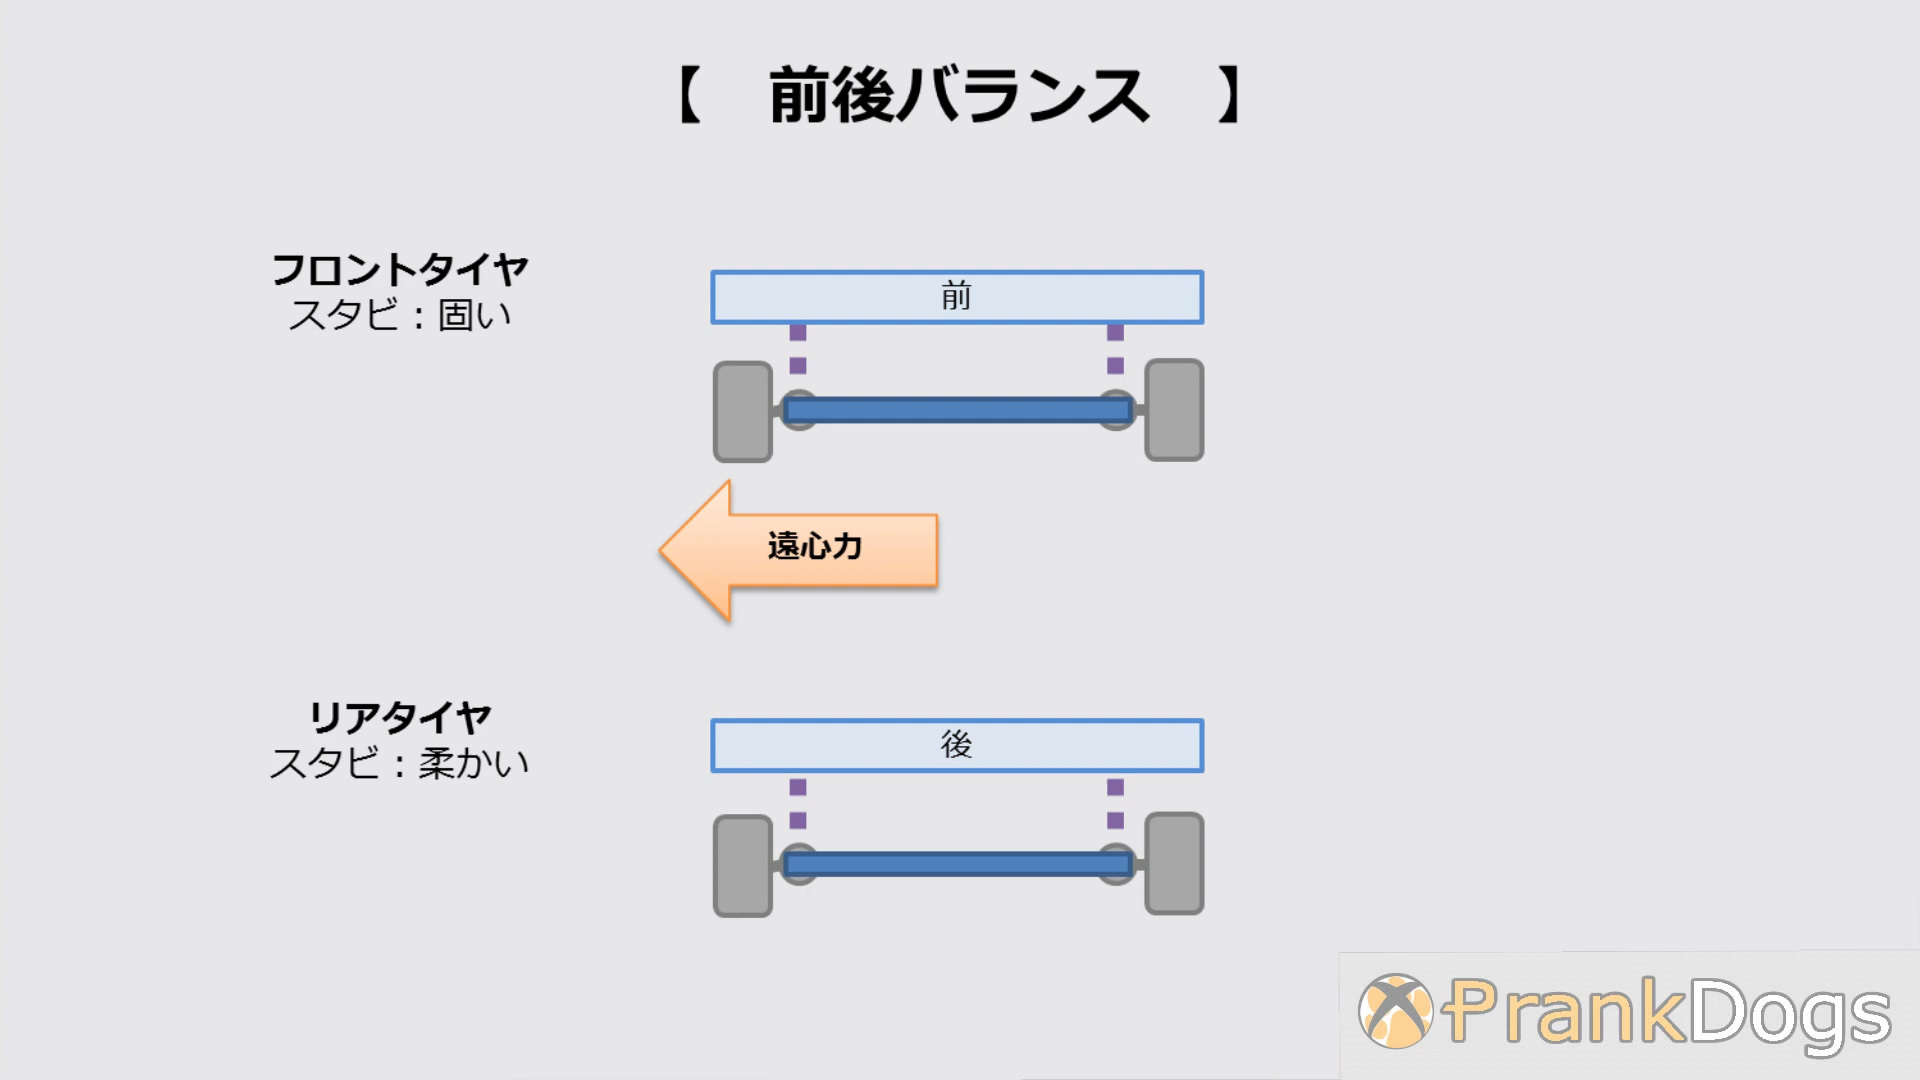 【　前後バランス　】
フロントタイヤ
スタビ：固い
前
遠心力
リアタイヤ
スタビ：柔かい
後
PrankDogs